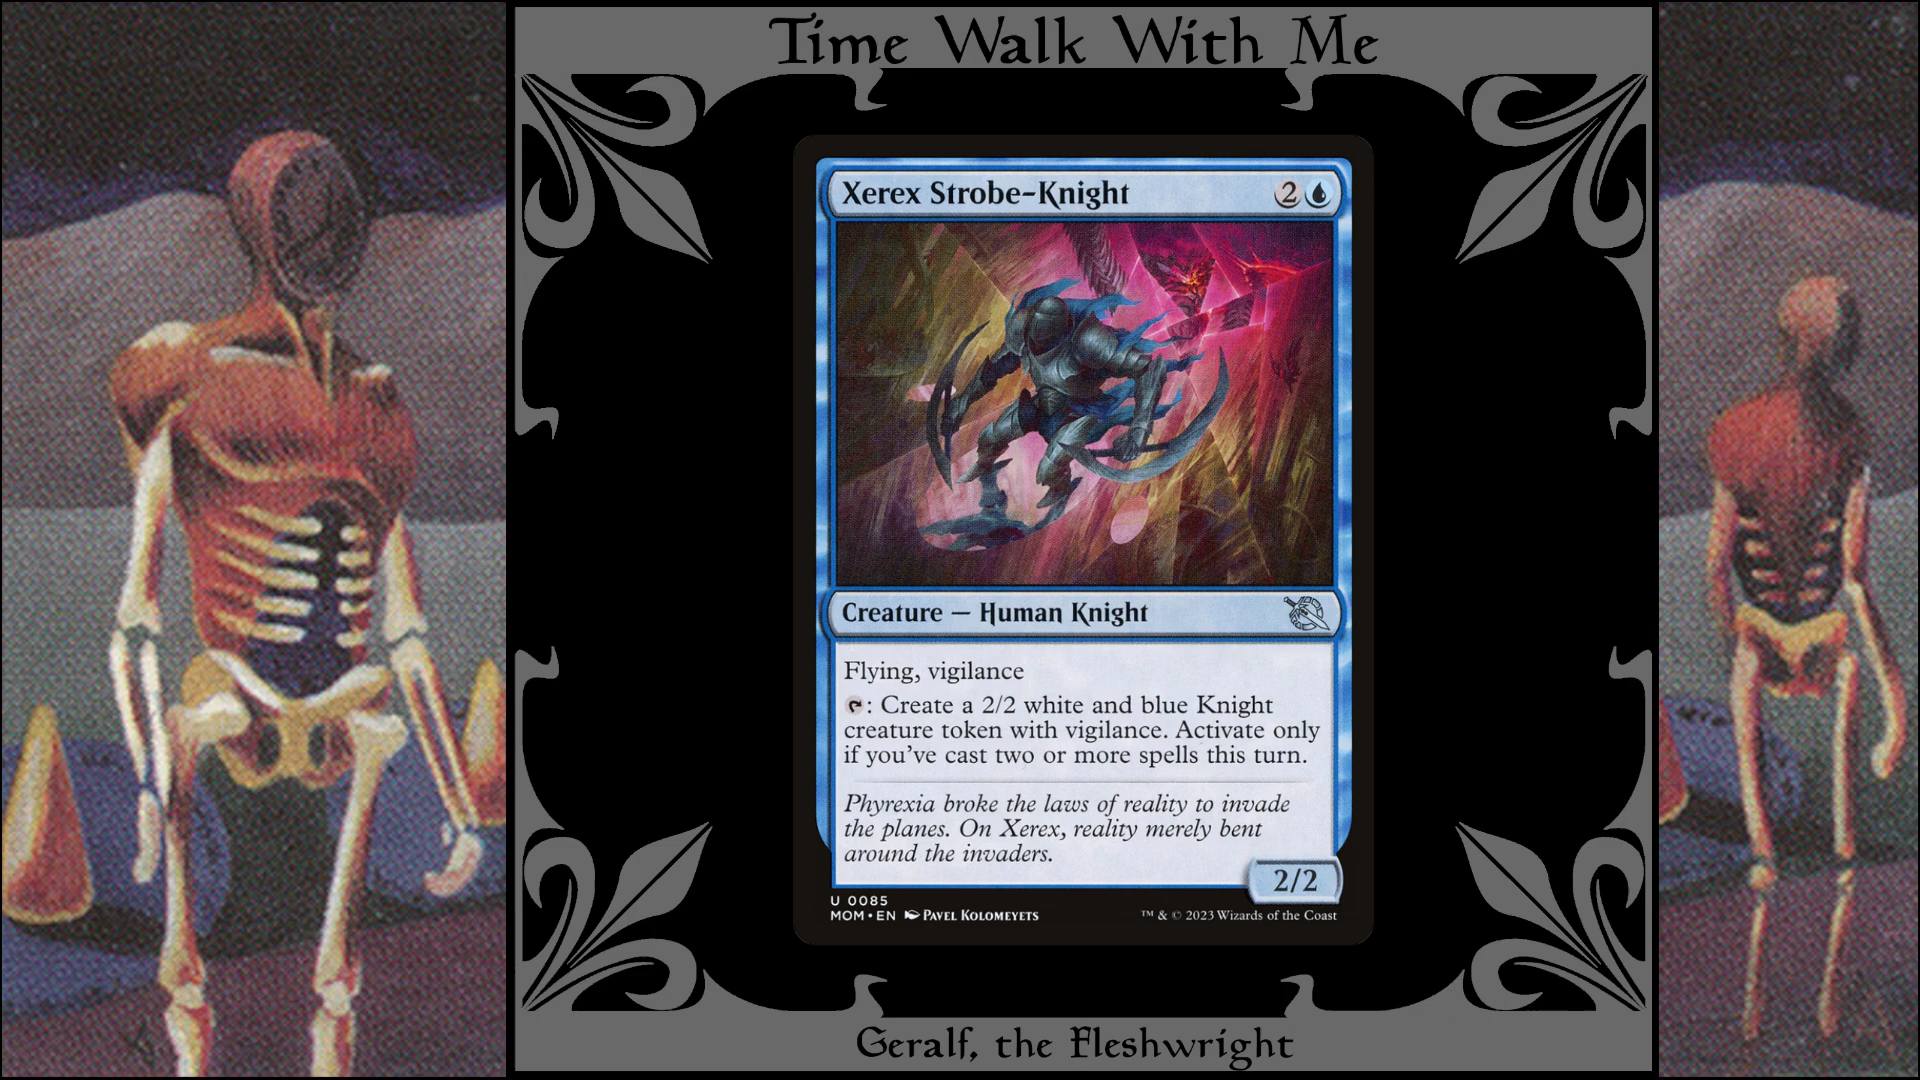 Time Walk With Me
Xerex Strobe-Knight 2
Creature — Human Knight
Flying, vigilance
: Create a 2/2 white and blue Knight
creature token with vigilance. Activate only
if you've cast two or more spells this turn.
Phyrexia broke the laws of reality to invade
the planes. On Xerex, reality merely bent
around the invaders.
2/2
U 0085
MOM • EN Pavel Kolomeyets
™ & © 2023 Wizards of the Coast
Geralf, the Fleshwright